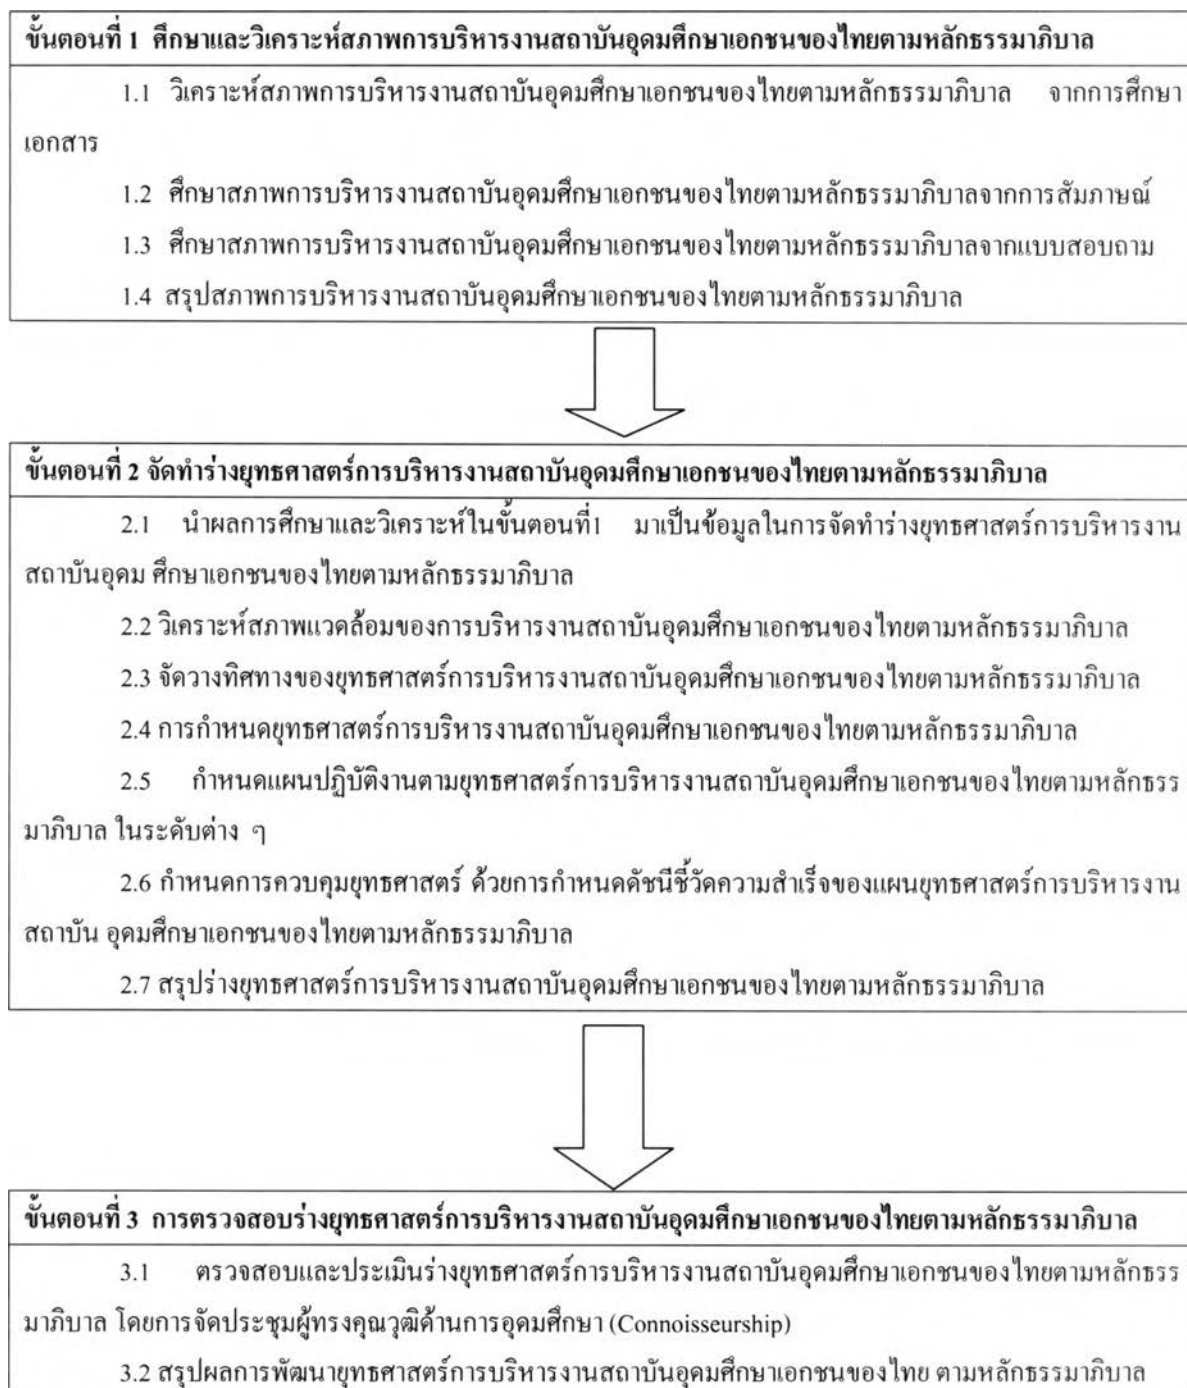 ขั้นตอนที่ 1 ศึกษาและวิเคราะห์สภาพการบริหารงานสถาบันอุดมศึกษาเอกชนของไทยตามหลักธรรมาภิบาล
1.1 วิเคราะห์สภาพการบริหารงานสถาบันอุดมศึกษาเอกชนของไทยตามหลักธรรมาภิบาล จากการศึกษา
เอกสาร
1.2 ศึกษาสภาพการบริหารงานสถาบันอุดมศึกษาเอกชนของไทยตามหลักธรรมาภิบาลจากการสัมภาษณ์
1.3 ศึกษาสภาพการบริหารงานสถาบันอุดมศึกษาเอกชนของไทยตามหลักธรรมาภิบาลจากแบบสอบถาม
1.4 สรุปสภาพการบริหารงานสถาบันอุดมศึกษาเอกชนของไทยตามหลักธรรมาภิบาล
ขั้นตอนที่ 2 จัดทำร่างยุทธศาสตร์การบริหารงานสถาบันอุดมศึกษาเอกชนของไทยตามหลักธรรมาภิบาล
2.1 นำผลการศึกษาและวิเคราะห์ในขั้นตอนที่1 มาเป็นข้อมูลในการจัดทำร่างยุทธศาสตร์การบริหารงาน
สถาบันอุดม ศึกษาเอกชนของไทยตามหลักธรรมาภิบาล
2.2 วิเคราะห์สภาพแวดล้อมของการบริหารงานสถาบันอุดมศึกษาเอกชนของไทยตามหลักธรรมาภิบาล
2.3 จัดวางทิศทางของยุทธศาสตร์การบริหารงานสถาบันอุดมศึกษาเอกชนของไทยตามหลักธรรมาภิบาล
2.4 การกำหนดยุทธศาสตร์การบริหารงานสถาบันอุดมศึกษาเอกชนของไทยตามหลักธรรมาภิบาล
2.5 กำหนดแผนปฏิบัติงานตามยุทธศาสตร์การบริหารงานสถาบันอุดมศึกษาเอกชนของไทยตามหลักธรร
มาภิบาล ในระดับต่าง ๆ
2.6 กำหนดการควบคุมยุทธศาสตร์ ด้วยการกำหนดดัชนีชี้วัดความสำเร็จของแผนยุทธศาสตร์การบริหารงาน
สถาบัน อุดมศึกษาเอกชนของไทยตามหลักธรรมาภิบาล
2.7 สรุปร่างยุทธศาสตร์การบริหารงานสถาบันอุดมศึกษาเอกชนของไทยตามหลักธรรมาภิบาล
ขั้นตอนที่ 3 การตรวจสอบร่างยุทธศาสตร์การบริหารงานสถาบันอุดมศึกษาเอกชนของไทยตามหลักธรรมาภิบาล
3.1 ตรวจสอบและประเมินร่างยุทธศาสตร์การบริหารงานสถาบันอุดมศึกษาเอกชนของไทยตามหลักธรร
มาภิบาล โดยการจัดประชุมผู้ทรงคุณวุฒิด้านการอุดมศึกษา (Connoisseurship)
3.2 สรุปผลการพัฒนายุทธศาสตร์การบริหารงานสถาบันอุดมศึกษาเอกชนของไทย ตามหลักธรรมาภิบาล